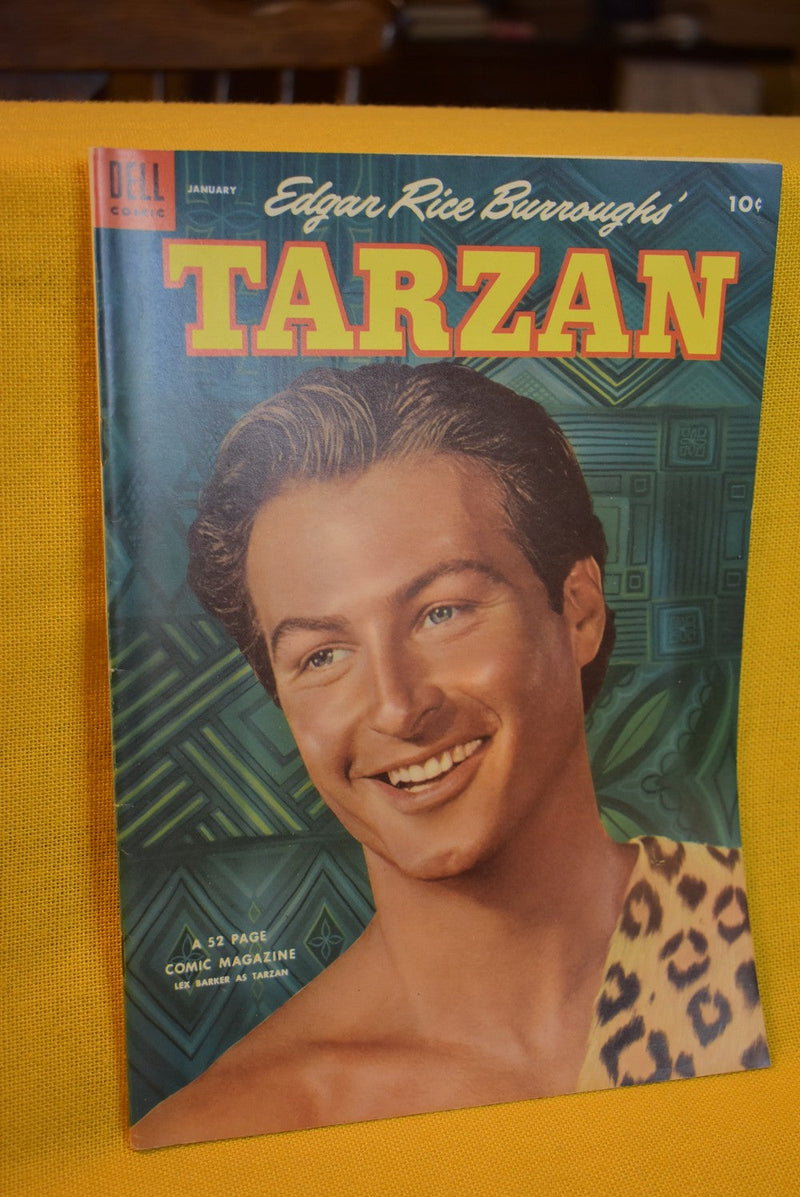 DELL
COMIC
JANUARY
Edgar Rice Burroughs'
10¢
TARZAN
A 52 PAGE
COMIC MAGAZINE
LEX BARKER AS TARZAN